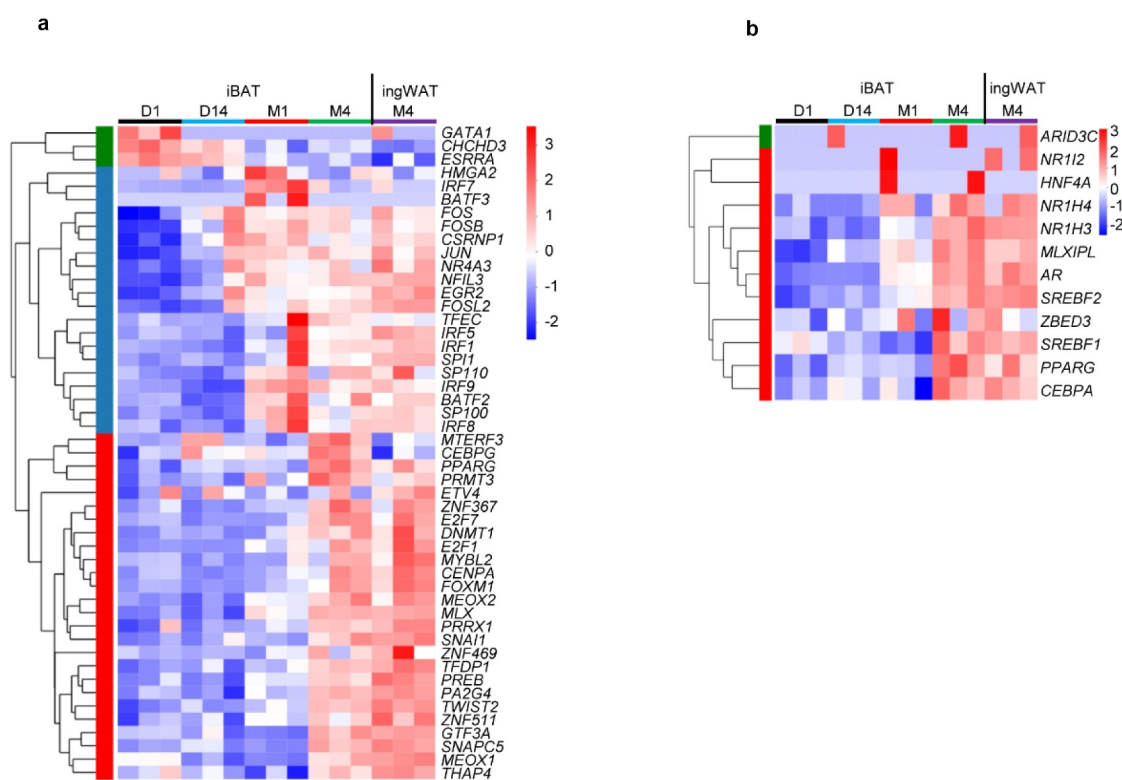 a
iBAT ingWAT
D1 D14 M1 M4 M4
GATA1
CHCHD3
ESRRA
HMGA2
IRF7
BATF3
FOS
FOSB
CSRNP1
JUN
NR4A3
NFIL3
EGR2
FOSL2
TFEC
IRF5
IRF1
SPI1
SP110
IRF9
BATF2
SP100
IRF8
MTERF3
CEBPG
PPARG
PRMT3
ETV4
ZNF367
E2F7
DNMT1
E2F1
MYBL2
CENPA
FOXM1
MEOX2
MLX
PRRX1
SNAI1
ZNF469
TFDP1
PREB
PA2G4
TWIST2
ZNF511
GTF3A
SNAPC5
MEOX1
THAP4
3
2
1
0
-1
-2
b
iBAT ingWAT
D1 D14 M1 M4 M4
ARID3C
NR1I2
HNF4A
NR1H4
NR1H3
MLXIPL
AR
SREBF2
ZBED3
SREBF1
PPARG
CEBPA
3
2
1
0
-1
-2